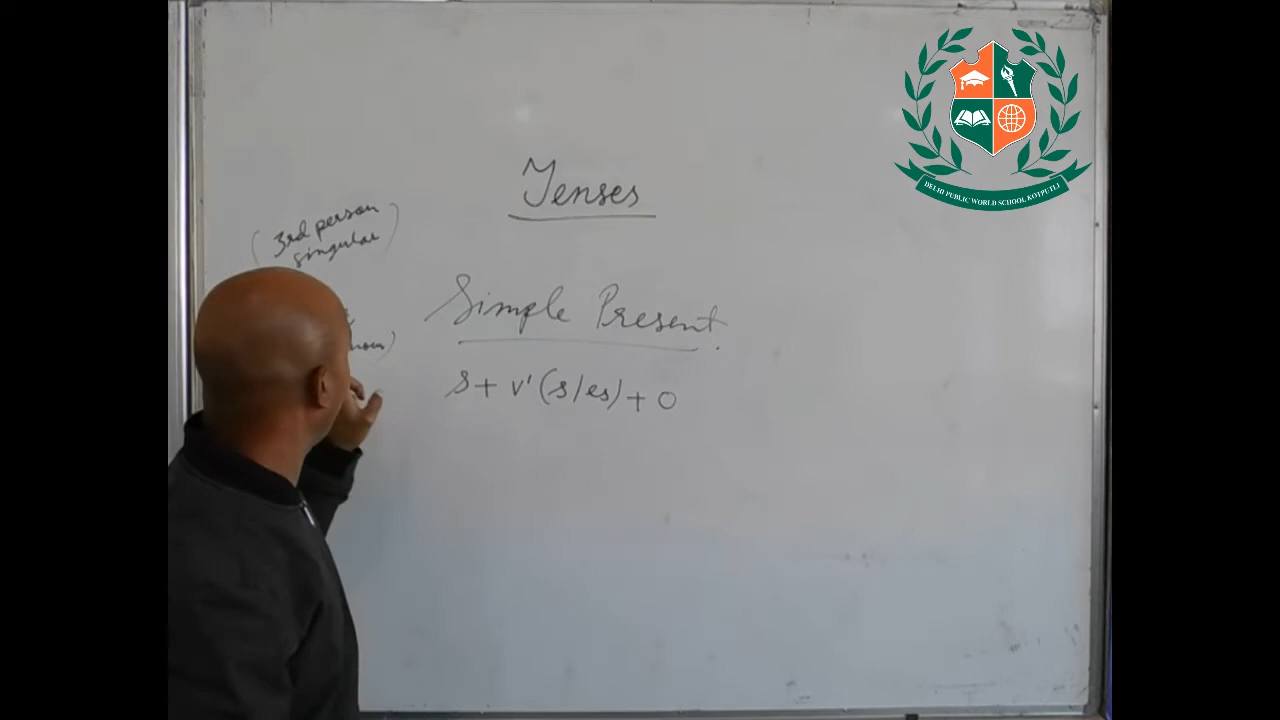 Tenses
(3rd person
singular)
Simple Present.
S + V' (s/es) + O
DELHI PUBLIC WORLD SCHOOL KOTPUTLI